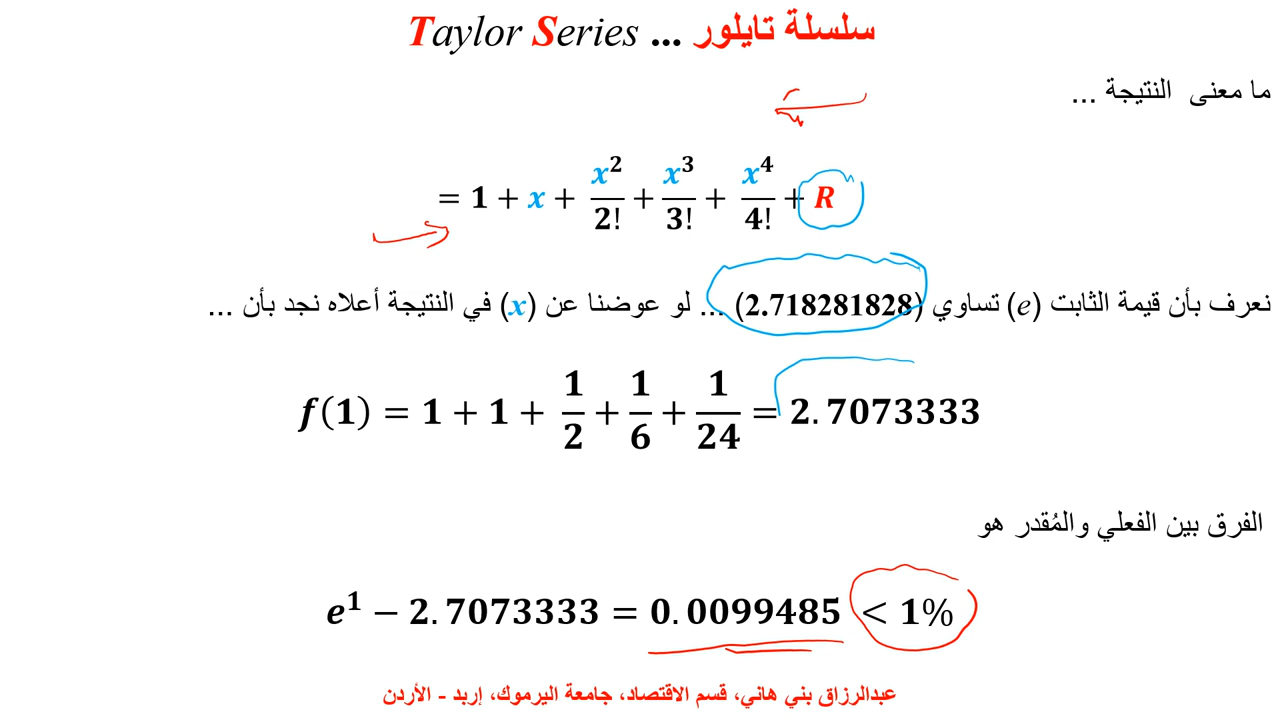 سلسلة تايلور ... Taylor Series
ما معنى النتيجة ...
= 1 + x + x²/2! + x³/3! + x⁴/4! + R
نعرف بأن قيمة الثابت (e) تساوي (2.718281828) ... لو عوضنا عن (x) في النتيجة أعلاه نجد بأن ...
f(1) = 1 + 1 + 1/2 + 1/6 + 1/24 = 2.7073333
الفرق بين الفعلي والمُقدر هو
e¹ − 2.7073333 = 0.0099485 < 1%
عبدالرزاق بني هاني، قسم الاقتصاد، جامعة اليرموك، إربد - الأردن